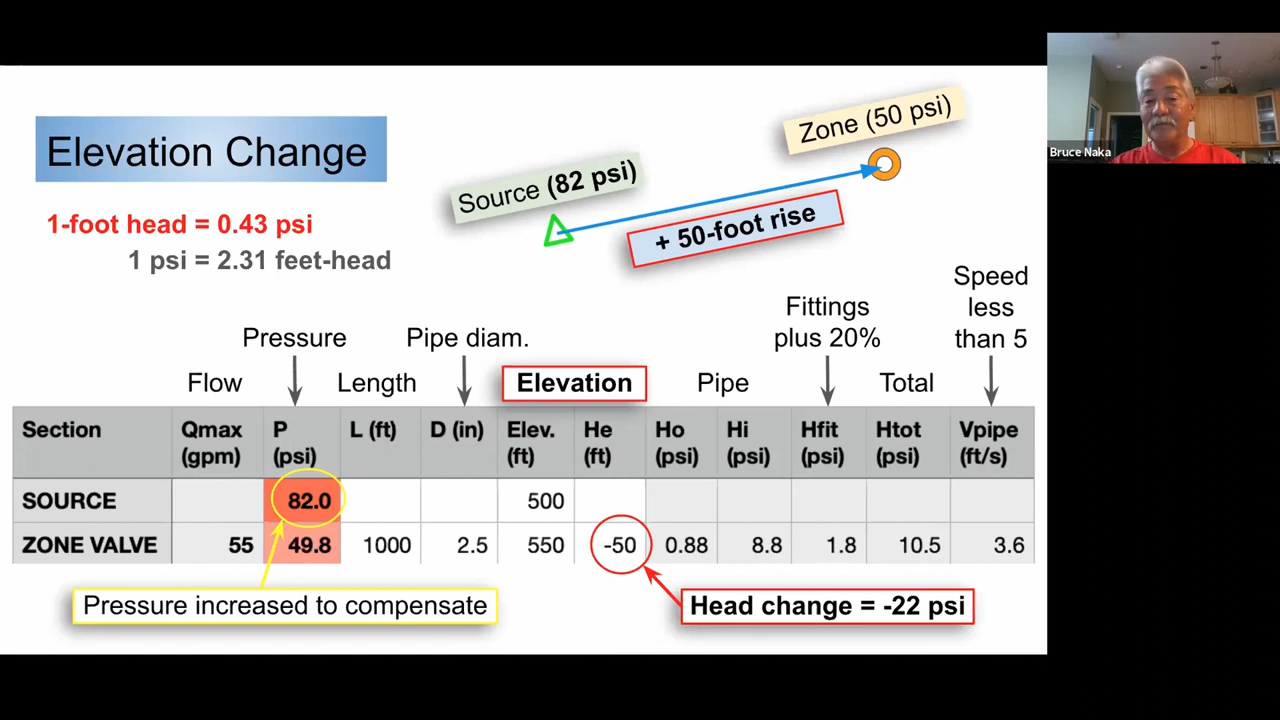 Elevation Change
1-foot head = 0.43 psi
1 psi = 2.31 feet-head
Source (82 psi)
Zone (50 psi)
+ 50-foot rise
Bruce Naka
Pressure
Pipe diam.
Fittings
plus 20%
Speed
less
than 5
Flow
Length
Elevation
Pipe
Total
Section Qmax (gpm) P (psi) L (ft) D (in) Elev. (ft) He (ft) Ho (psi) Hi (psi) Hfit (psi) Htot (psi) Vpipe (ft/s)
SOURCE 82.0 500
ZONE VALVE 55 49.8 1000 2.5 550 -50 0.88 8.8 1.8 10.5 3.6
Pressure increased to compensate
Head change = -22 psi